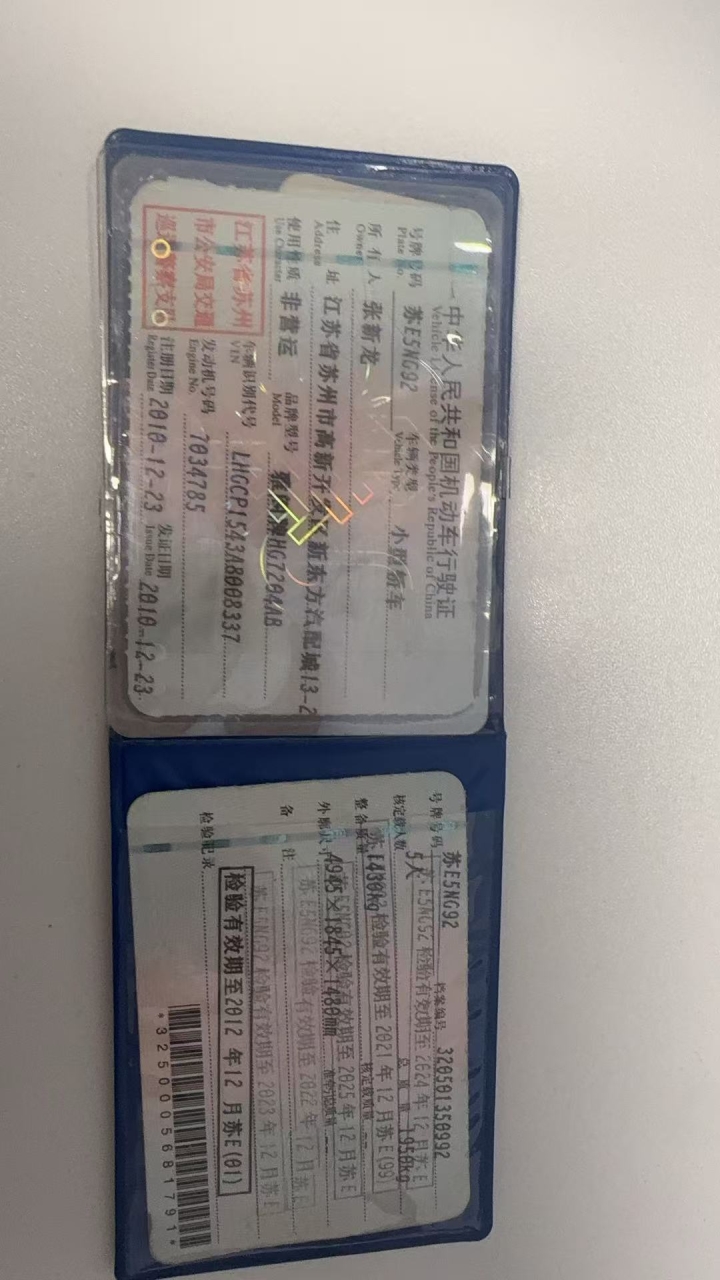 中华人民共和国机动车行驶证
Vehicle License of the People's Republic of China
号牌号码 苏E5NG92 车辆类型 小型轿车
Plate No. Vehicle Type
所有人 张新龙
Owner
住址 江苏省苏州市高新开发区新东方汽配城13-2
Address
使用性质 非营运 品牌型号 HG7204AB
Use Character Model
江苏省苏州
市公安局交通
巡逻警察支队
车辆识别代号 LHGCP1543A8008337
VIN
发动机号码 7034785
Engine No.
注册日期 2010-12-23 发证日期 2010-12-23
Register Date Issue Date
号牌号码 苏E5NG92 档案编号 320501350992
核定载人数 5人 总质量 1950kg
苏E5NG92 检验有效期至2024年12月苏E
整备质量 1430kg 核定载质量
检验有效期至2021年12月苏E(99)
外廓尺寸 4945×1845×1480mm
检验有效期至2025年12月苏E
备注
苏E5NG92 检验有效期至2022年12月苏E
苏E5NG92 检验有效期至2023年12月苏E
检验记录
检验有效期至2012年12月苏E(01)
*3250005681791*